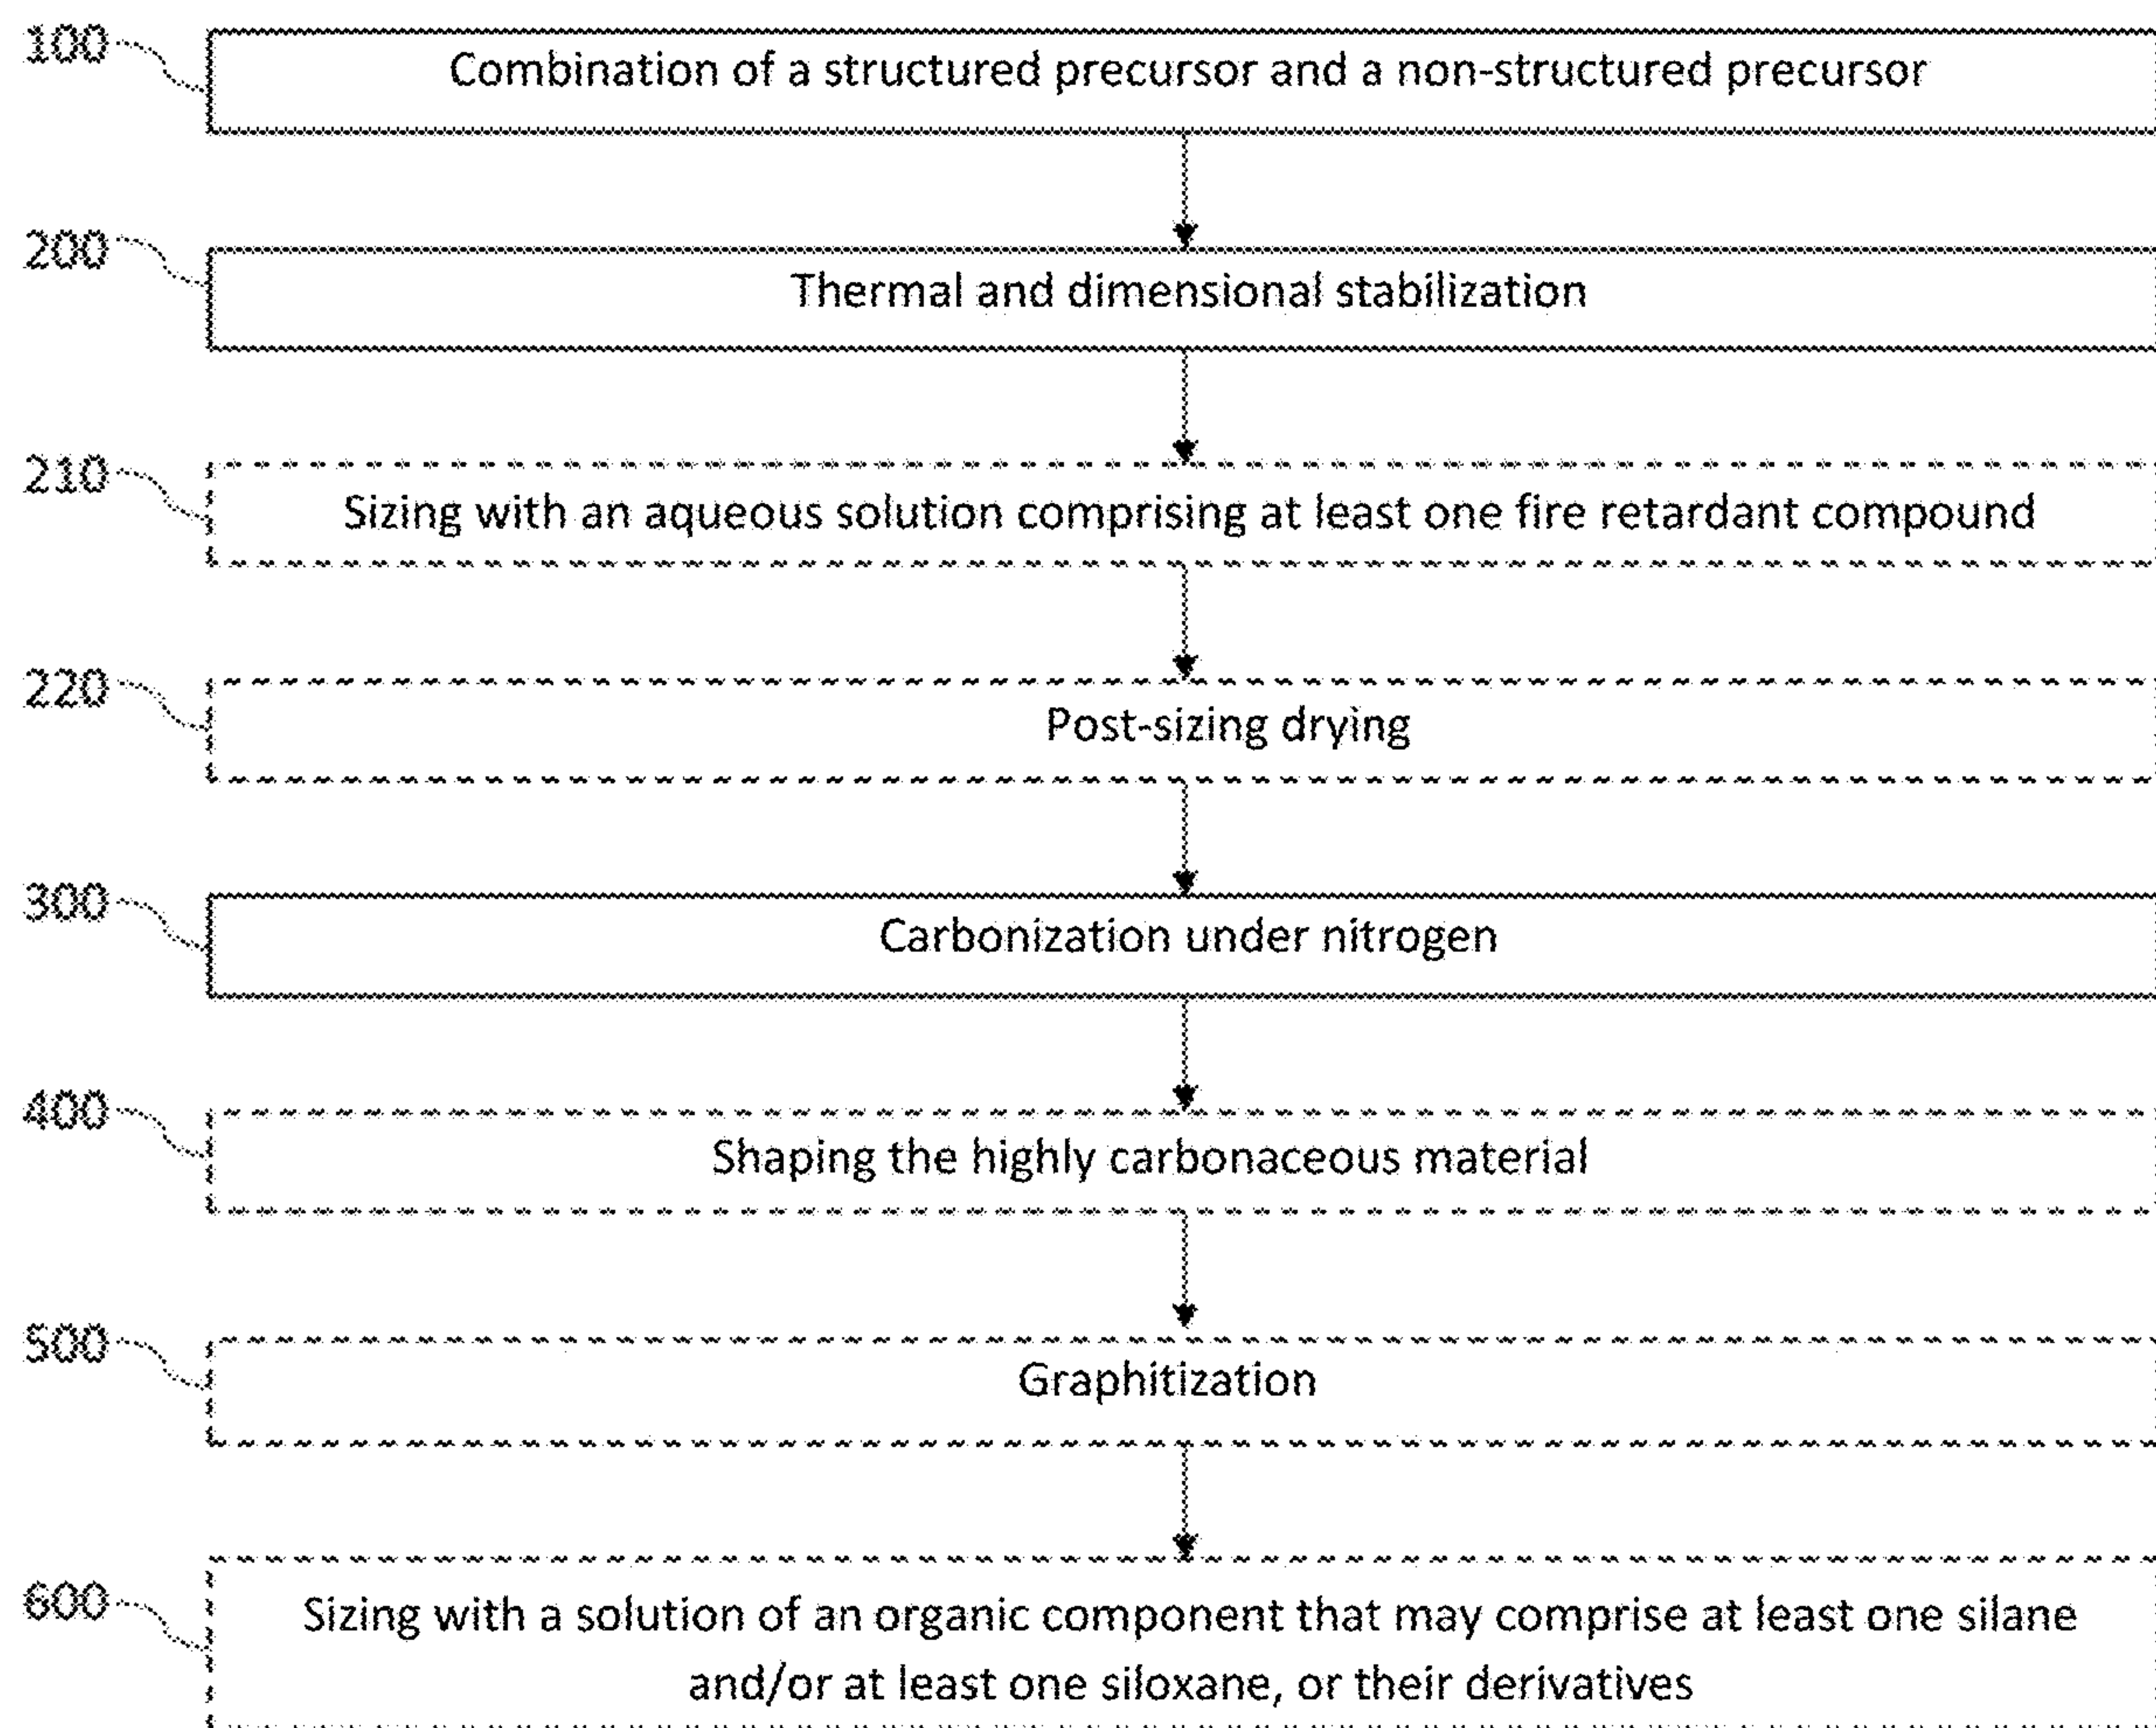 100
Combination of a structured precursor and a non-structured precursor
200
Thermal and dimensional stabilization
210
Sizing with an aqueous solution comprising at least one fire retardant compound
220
Post-sizing drying
300
Carbonization under nitrogen
400
Shaping the highly carbonaceous material
500
Graphitization
600
Sizing with a solution of an organic component that may comprise at least one silane
and/or at least one siloxane, or their derivatives